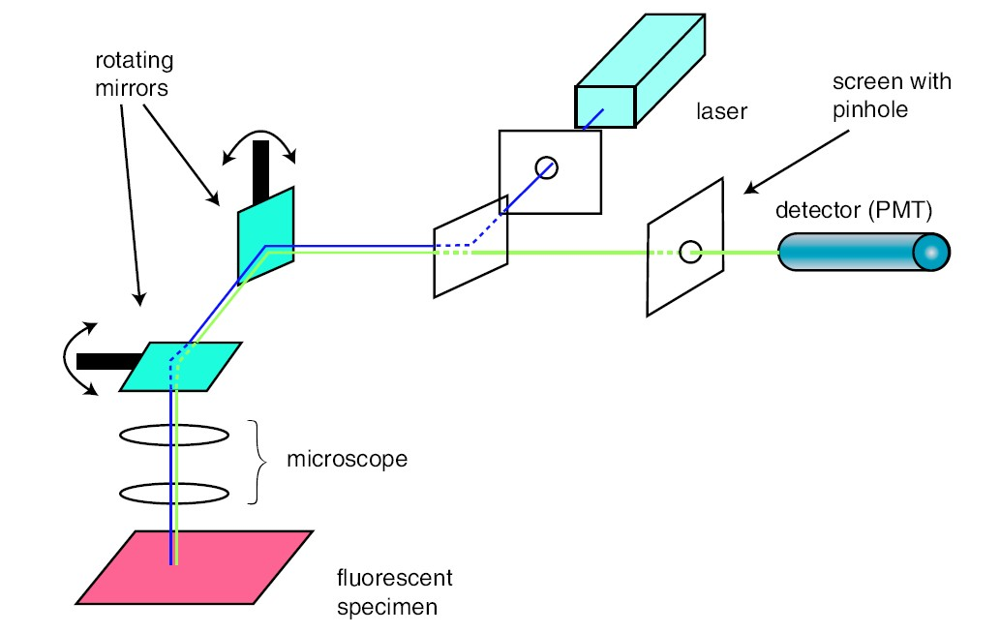 rotating
mirrors
laser
screen with
pinhole
detector (PMT)
microscope
fluorescent
specimen